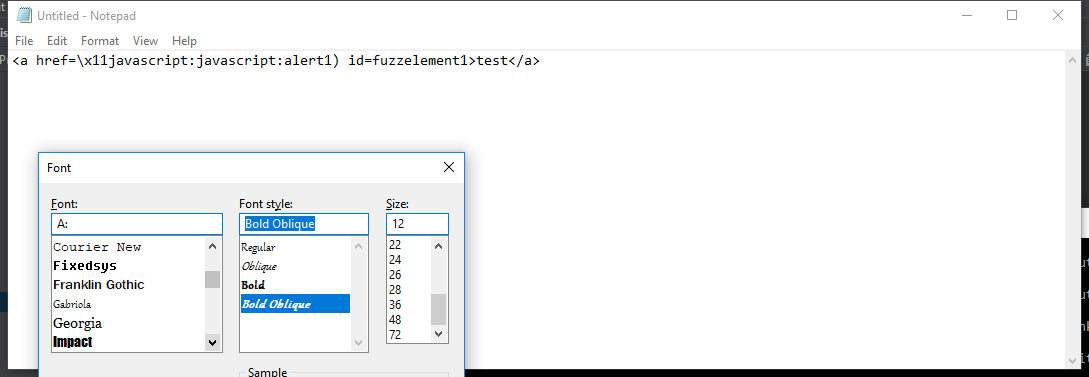 Untitled - Notepad
File Edit Format View Help
<a href=\x11javascript:javascript:alert1) id=fuzzelement1>test</a>
Font
Font: Font style: Size:
A: Bold Oblique 12
Courier New Regular 22
Fixedsys Oblique 24
Franklin Gothic Bold 26
Gabriola Bold Oblique 28
Georgia 36
Impact 48
72
Sample